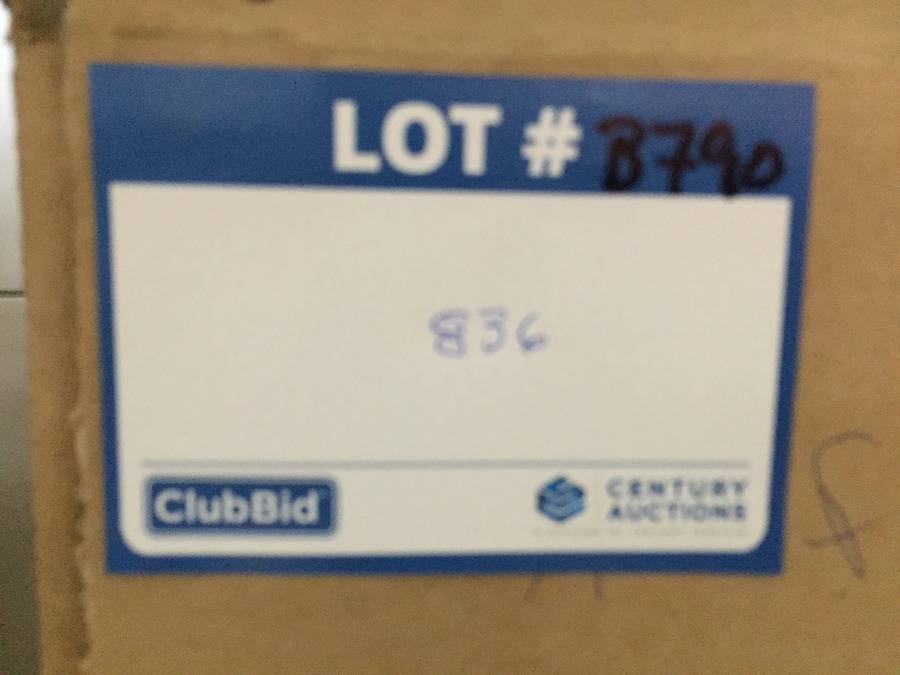 LOT # B790
836
ClubBid
CENTURY
AUCTIONS